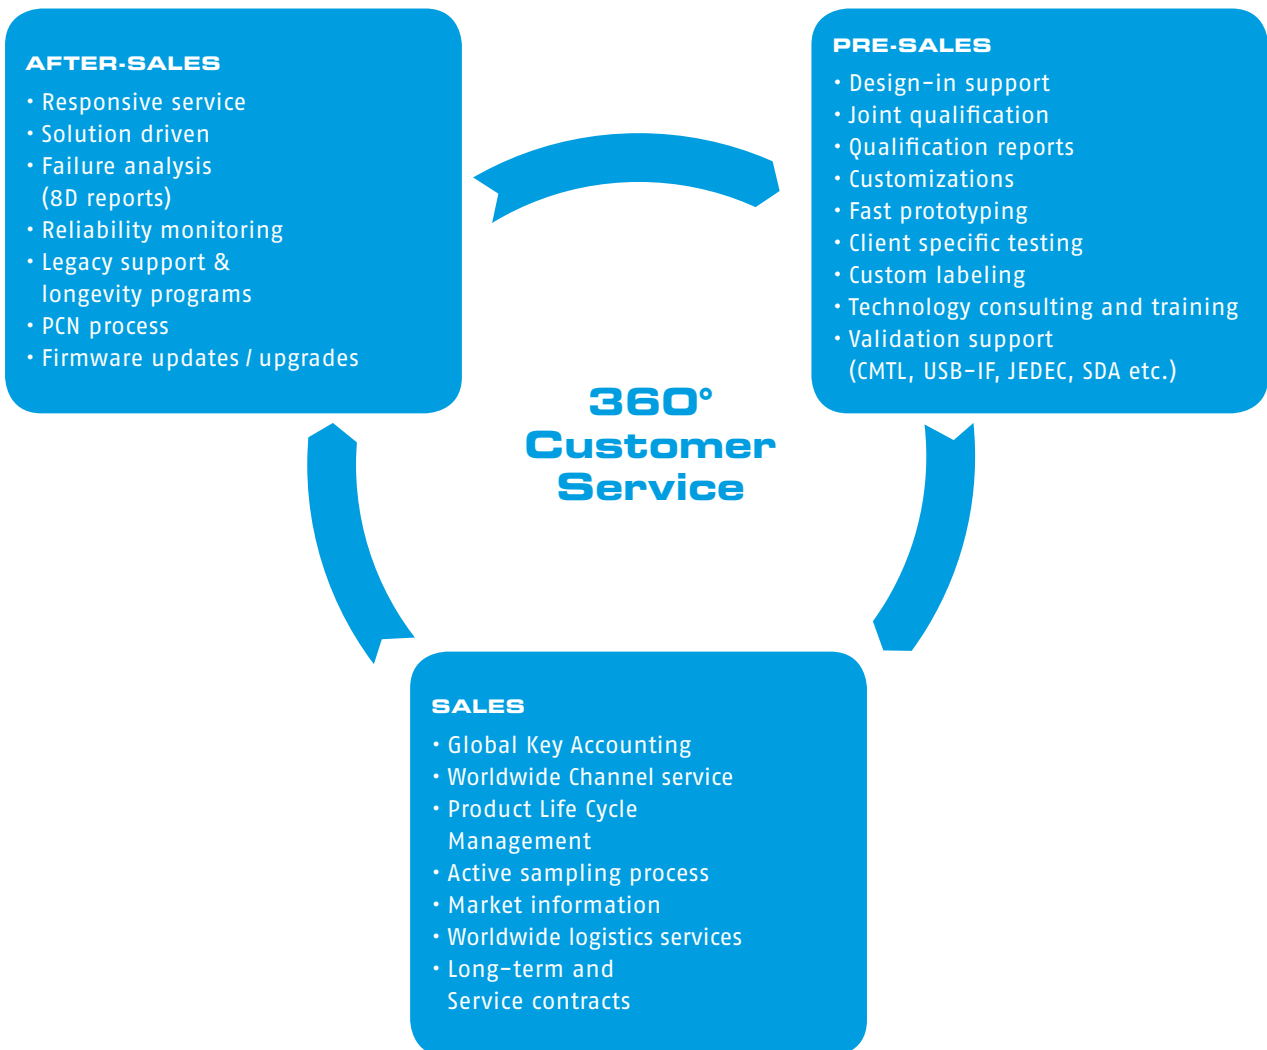 AFTER-SALES
• Responsive service
• Solution driven
• Failure analysis
(8D reports)
• Reliability monitoring
• Legacy support &
longevity programs
• PCN process
• Firmware updates / upgrades
PRE-SALES
• Design-in support
• Joint qualification
• Qualification reports
• Customizations
• Fast prototyping
• Client specific testing
• Custom labeling
• Technology consulting and training
• Validation support
(CMTL, USB-IF, JEDEC, SDA etc.)
360°
Customer
Service
SALES
• Global Key Accounting
• Worldwide Channel service
• Product Life Cycle
Management
• Active sampling process
• Market information
• Worldwide logistics services
• Long-term and
Service contracts